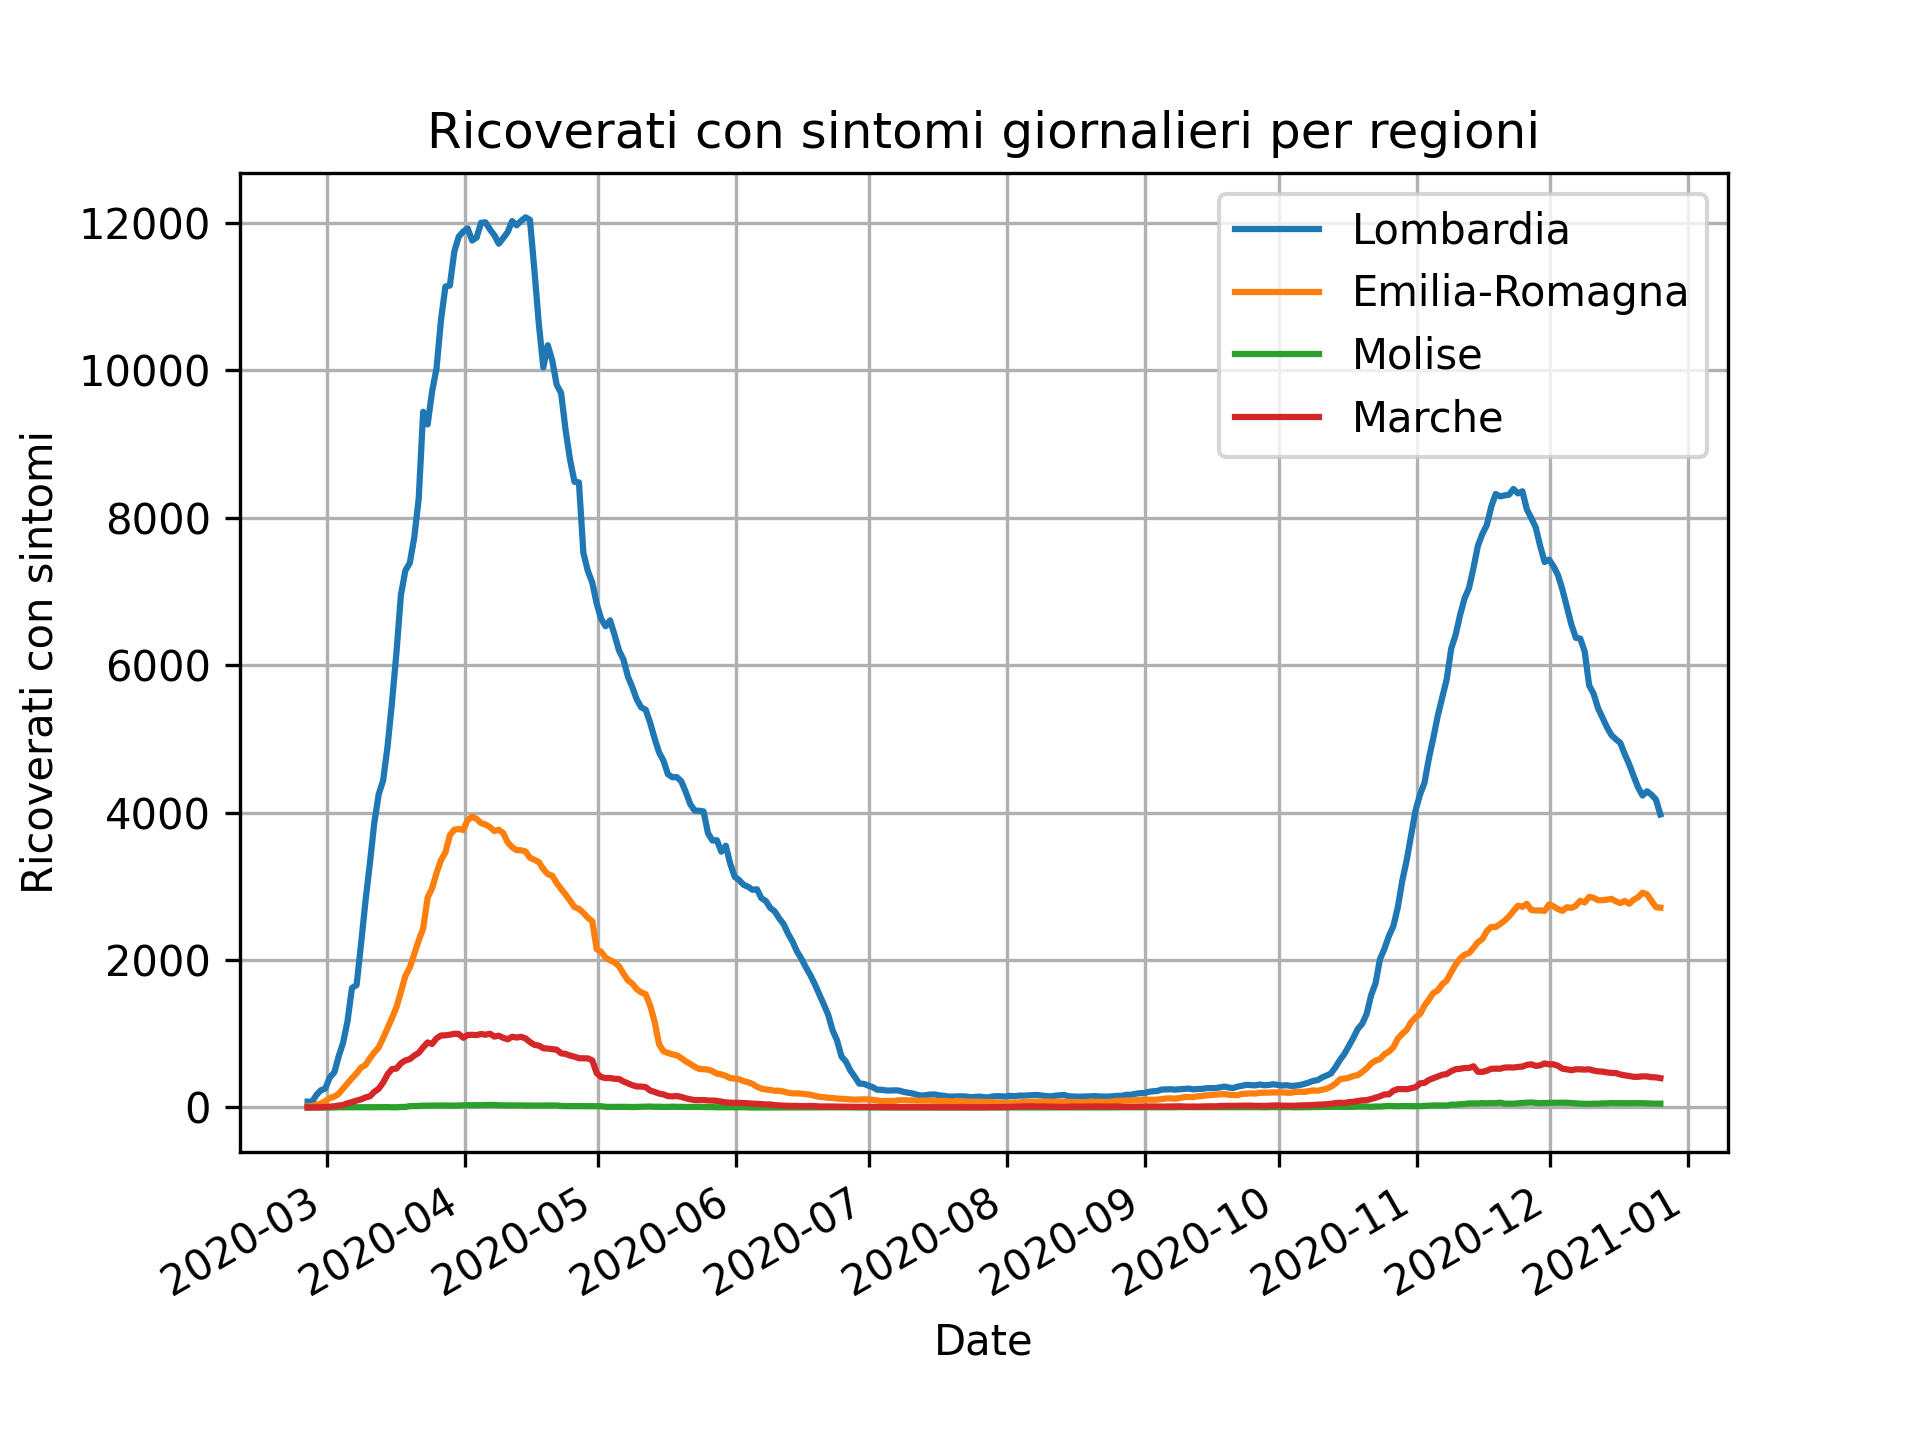 Ricoverati con sintomi giornalieri per regioni
Ricoverati con sintomi
12000
10000
8000
6000
4000
2000
0
Lombardia
Emilia-Romagna
Molise
Marche
2020-03
2020-04
2020-05
2020-06
2020-07
2020-08
2020-09
2020-10
2020-11
2020-12
2021-01
Date